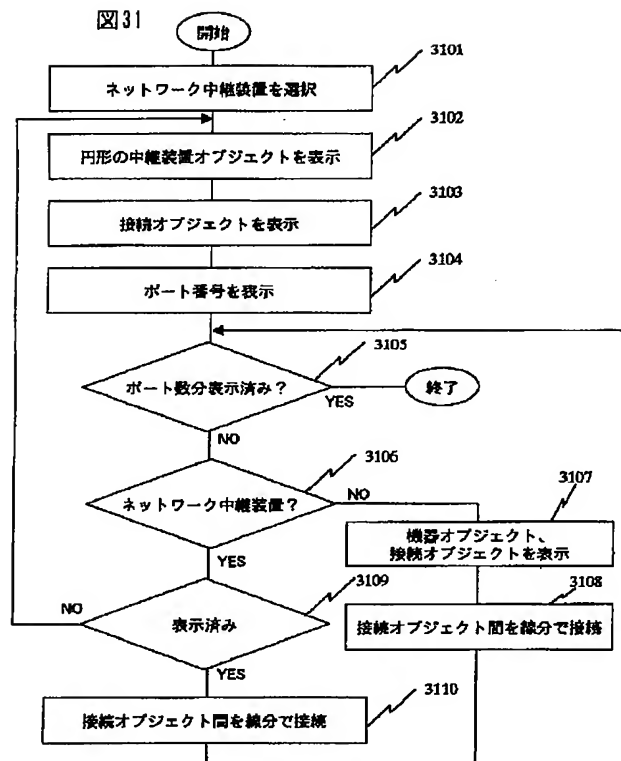 図31
開始
3101
ネットワーク中継装置を選択
3102
円形の中継装置オブジェクトを表示
3103
接続オブジェクトを表示
3104
ポート番号を表示
3105
ポート数分表示済み？
YES
終了
NO
3106
ネットワーク中継装置？
NO
3107
機器オブジェクト、
接続オブジェクトを表示
YES
3109
3108
NO
表示済み
接続オブジェクト間を線分で接続
YES
3110
接続オブジェクト間を線分で接続